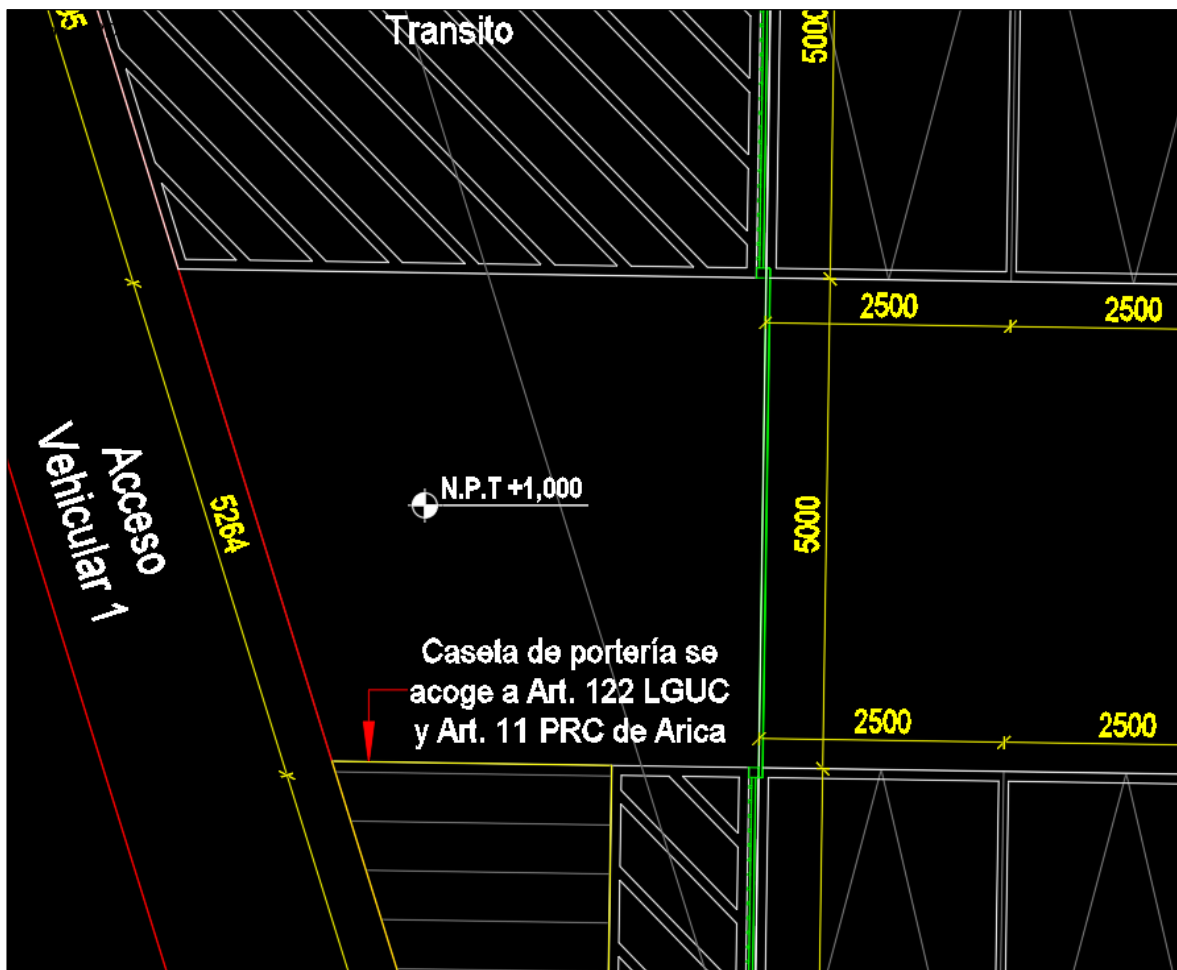 Transito
5000
2500
2500
N.P.T +1,000
Acceso
Vehicular 1
5264
5000
Caseta de portería se
acoge a Art. 122 LGUC
y Art. 11 PRC de Arica
2500
2500